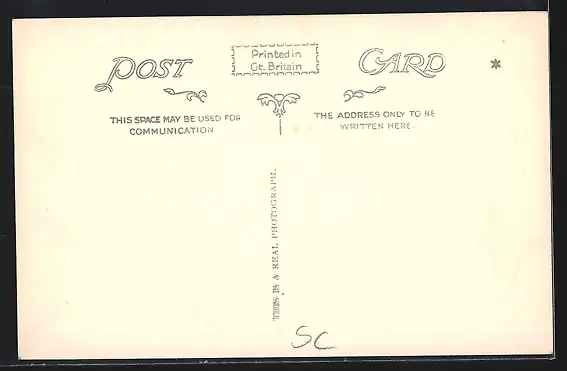 POST
Printed in
Gt. Britain
CARD
*
THIS SPACE MAY BE USED FOR
COMMUNICATION
THE ADDRESS ONLY TO BE
WRITTEN HERE.
THIS IS A REAL PHOTOGRAPH.
SC